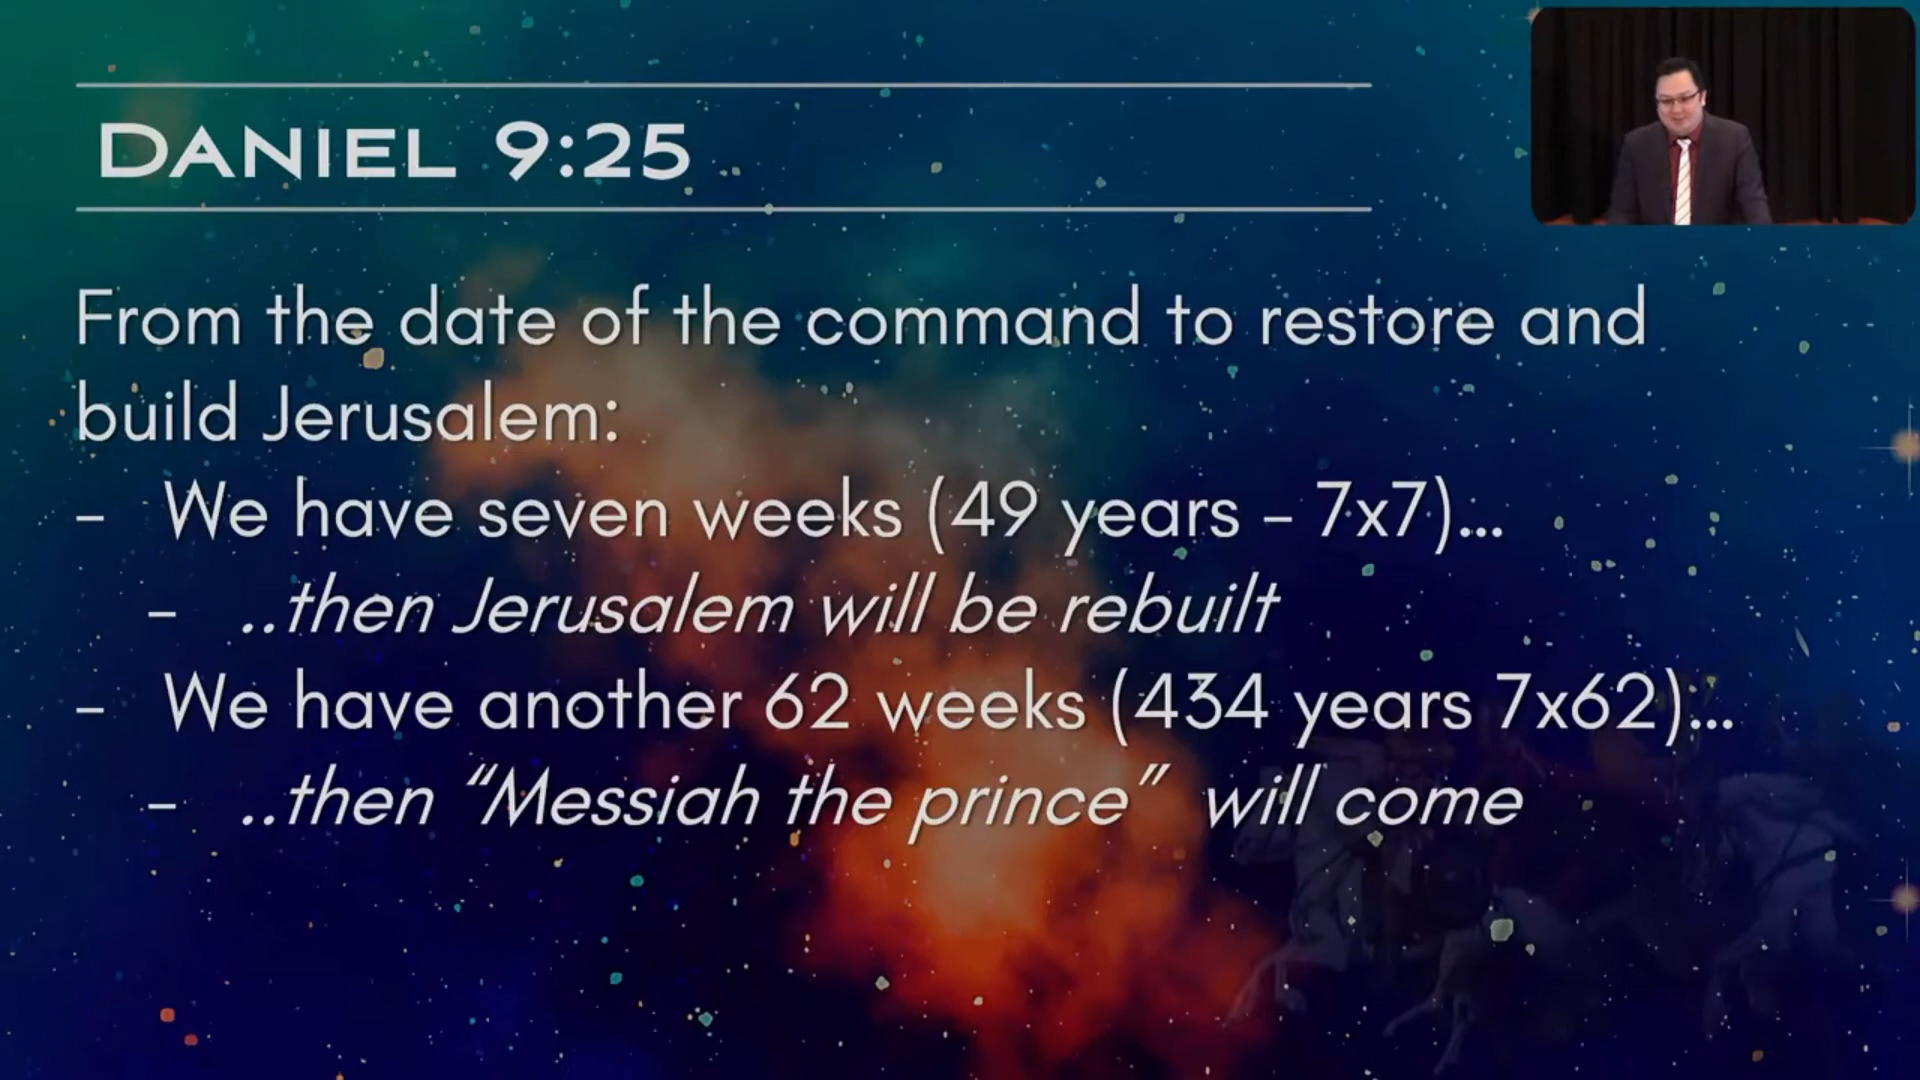 DANIEL 9:25
From the date of the command to restore and
build Jerusalem:
- We have seven weeks (49 years – 7x7)...
- ..then Jerusalem will be rebuilt
- We have another 62 weeks (434 years 7x62)...
- ..then “Messiah the prince” will come